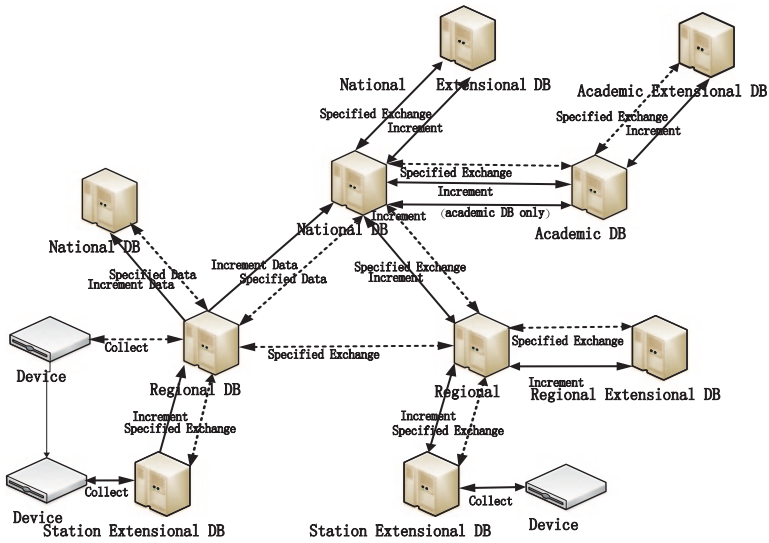 National Extensional DB
Academic Extensional DB
Specified Exchange
Increment
Specified Exchange
Increment
Specified Exchange
Increment
Increment (academic DB only)
National DB
Academic DB
National DB
Specified Data
Increment Data
Increment Data
Specified Data
Specified Exchange
Increment
Collect
Specified Exchange
Specified Exchange
Device
Regional DB
Regional
Increment
Regional Extensional DB
Increment
Specified Exchange
Increment
Specified Exchange
Collect
Collect
Device
Station Extensional DB
Station Extensional DB
Device